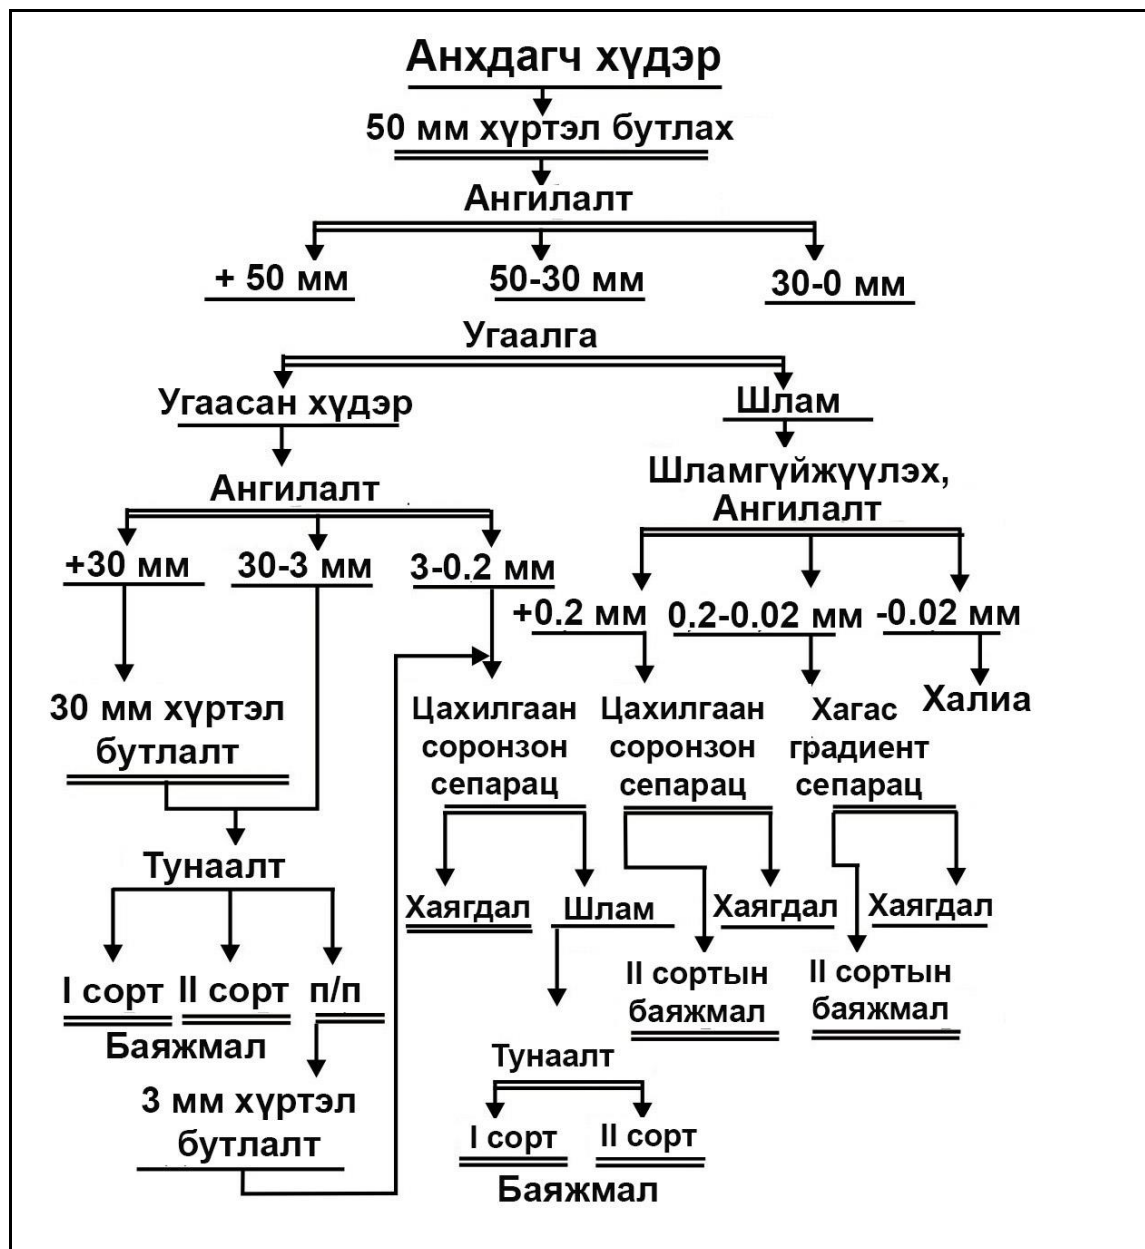 Анхдагч хүдэр
50 мм хүртэл бутлах
Ангилалт
+ 50 мм
50-30 мм
30-0 мм
Угаалга
Угаасан хүдэр
Шлам
Ангилалт
Шламгүйжүүлэх,
Ангилалт
+30 мм
30-3 мм
3-0.2 мм
+0.2 мм
0,2-0.02 мм
-0.02 мм
30 мм хүртэл
бутлалт
Цахилгаан
соронзон
сепарац
Цахилгаан
соронзон
сепарац
Хагас
градиент
сепарац
Халиа
Тунаалт
Хаягдал
Шлам
Хаягдал
Хаягдал
I сорт
II сорт
п/п
Баяжмал
II сортын
баяжмал
II сортын
баяжмал
3 мм хүртэл
бутлалт
Тунаалт
I сорт
II сорт
Баяжмал